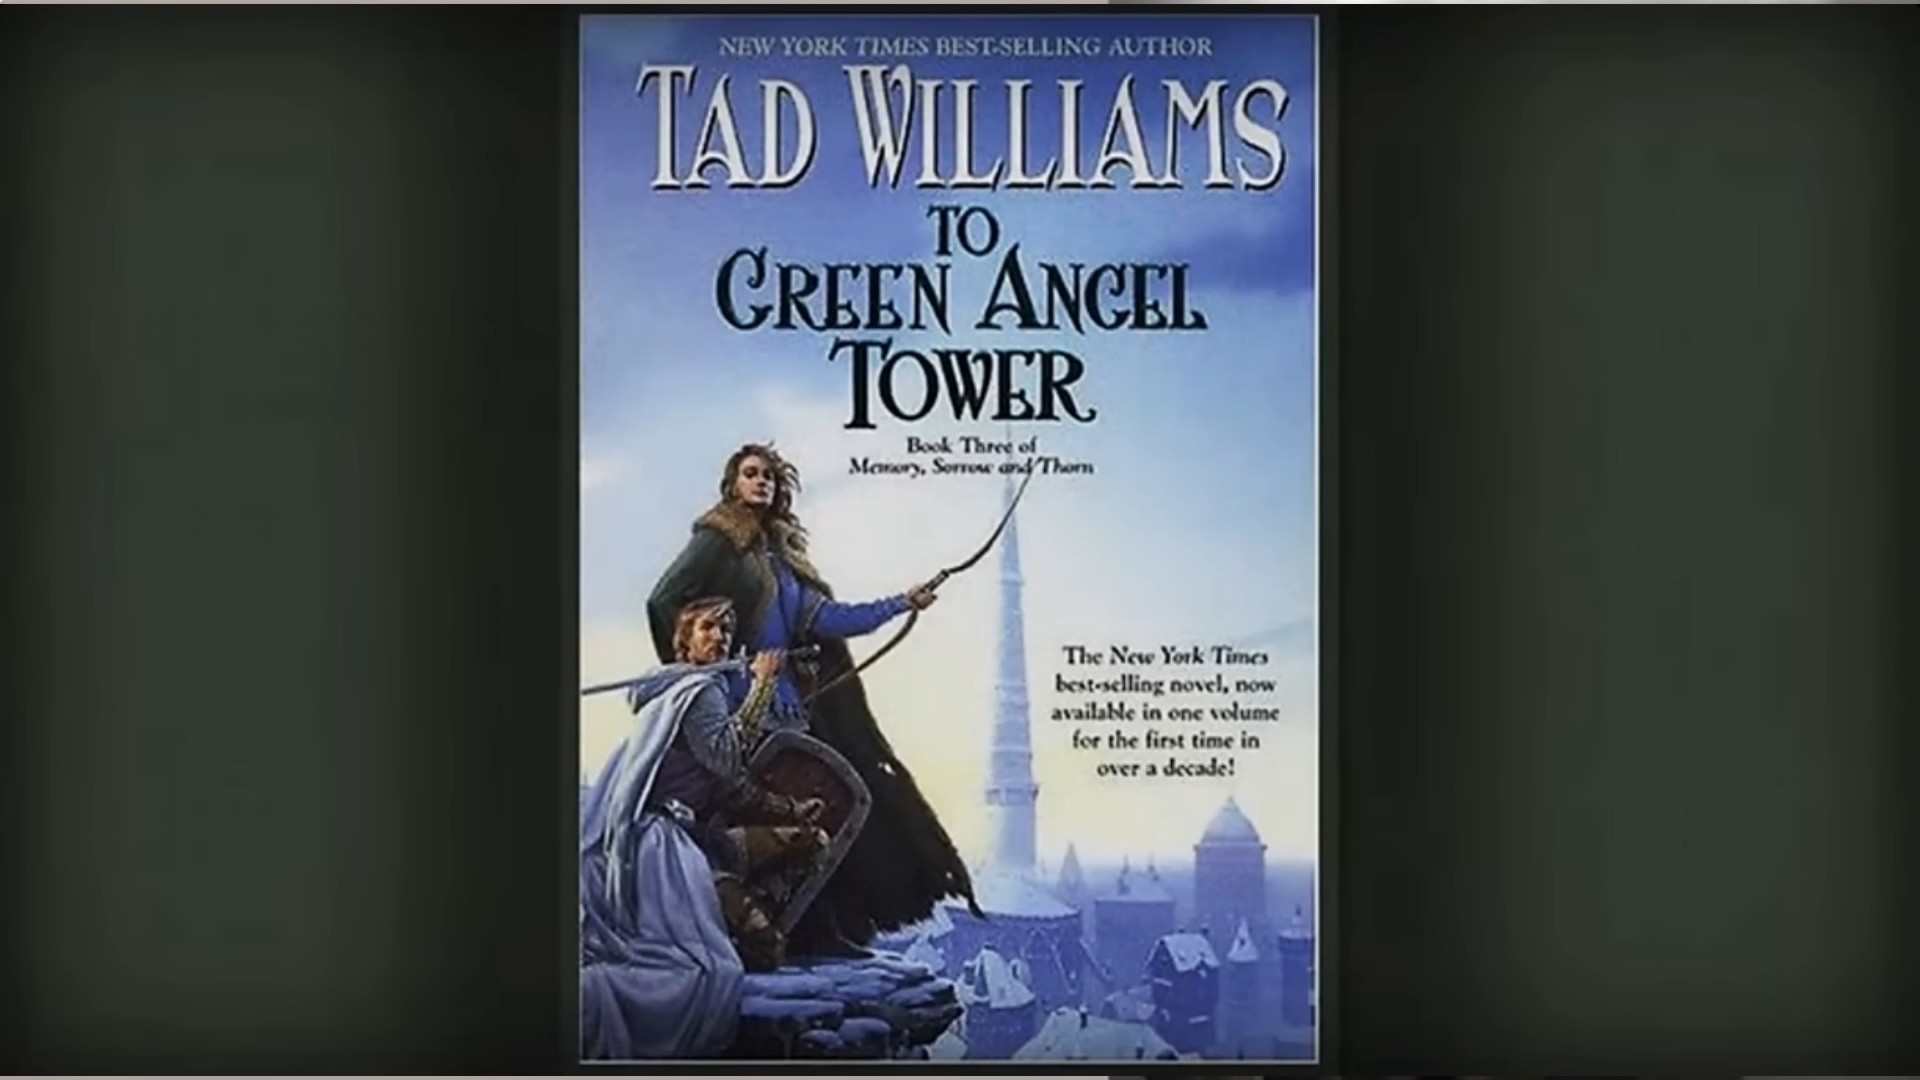 NEW YORK TIMES BEST-SELLING AUTHOR
TAD WILLIAMS
TO
GREEN ANGEL
TOWER
Book Three of
Memory, Sorrow and Thorn
The New York Times
best-selling novel, now
available in one volume
for the first time in
over a decade!